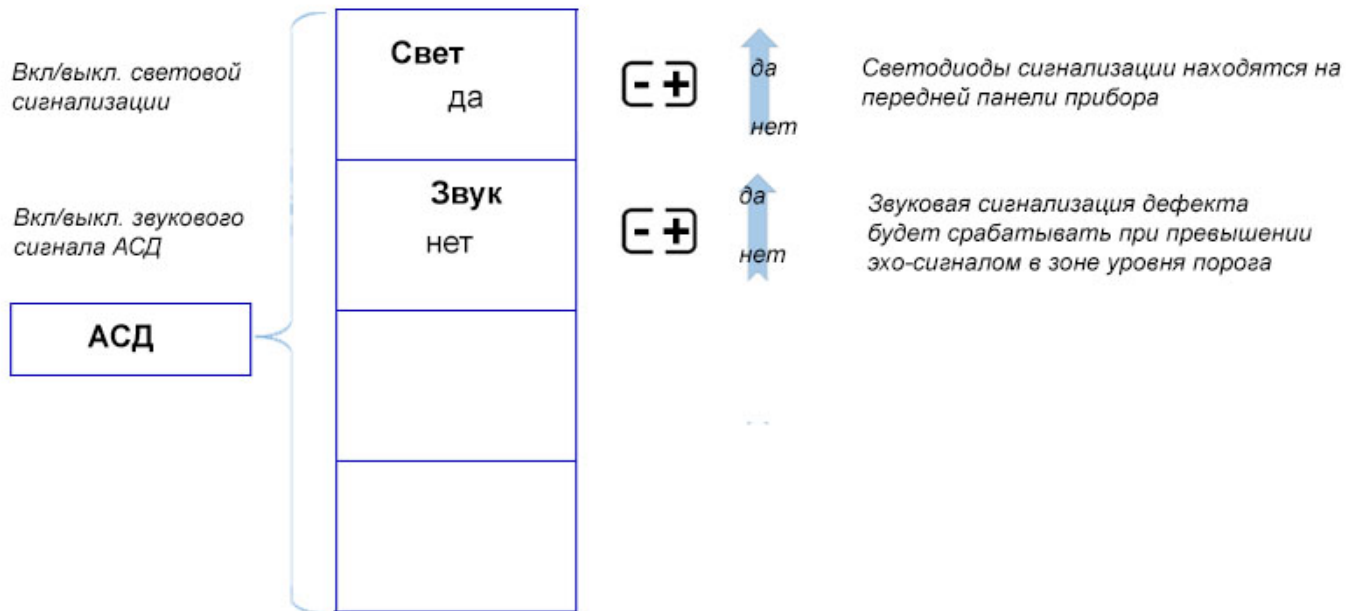 Вкл/выкл. световой
сигнализации
Свет
да
- +
да
нет
Светодиоды сигнализации находятся на
передней панели прибора
Вкл/выкл. звукового
сигнала АСД
Звук
нет
- +
да
нет
Звуковая сигнализация дефекта
будет срабатывать при превышении
эхо-сигналом в зоне уровня порога
АСД